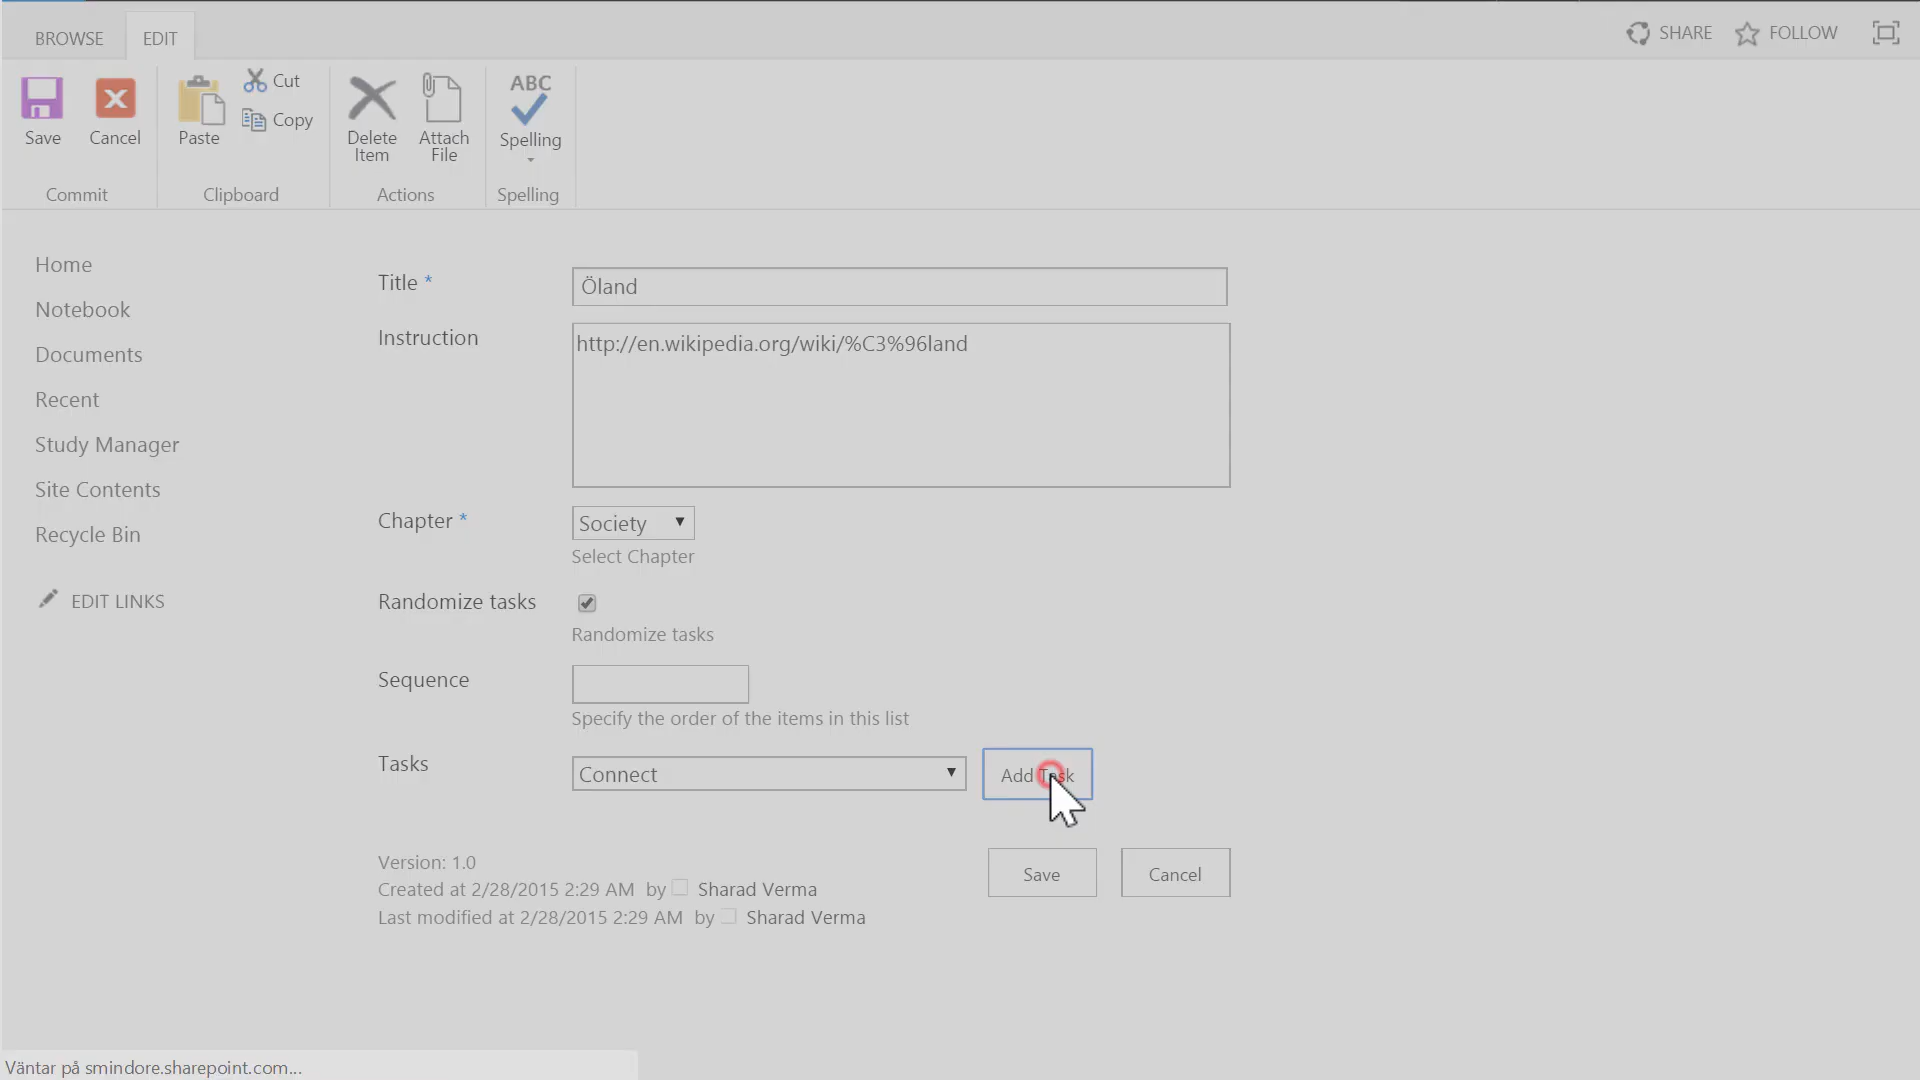 BROWSE
EDIT
SHARE
FOLLOW
Save
Cancel
Paste
Cut
Copy
Delete
Item
Attach
File
ABC
Spelling
Commit
Clipboard
Actions
Spelling
Home
Notebook
Documents
Recent
Study Manager
Site Contents
Recycle Bin
EDIT LINKS
Title *
Öland
Instruction
http://en.wikipedia.org/wiki/%C3%96land
Chapter *
Society
Select Chapter
Randomize tasks
Randomize tasks
Sequence
Specify the order of the items in this list
Tasks
Connect
Add Task
Version: 1.0
Created at 2/28/2015 2:29 AM by Sharad Verma
Last modified at 2/28/2015 2:29 AM by Sharad Verma
Save
Cancel
Väntar på smindore.sharepoint.com...